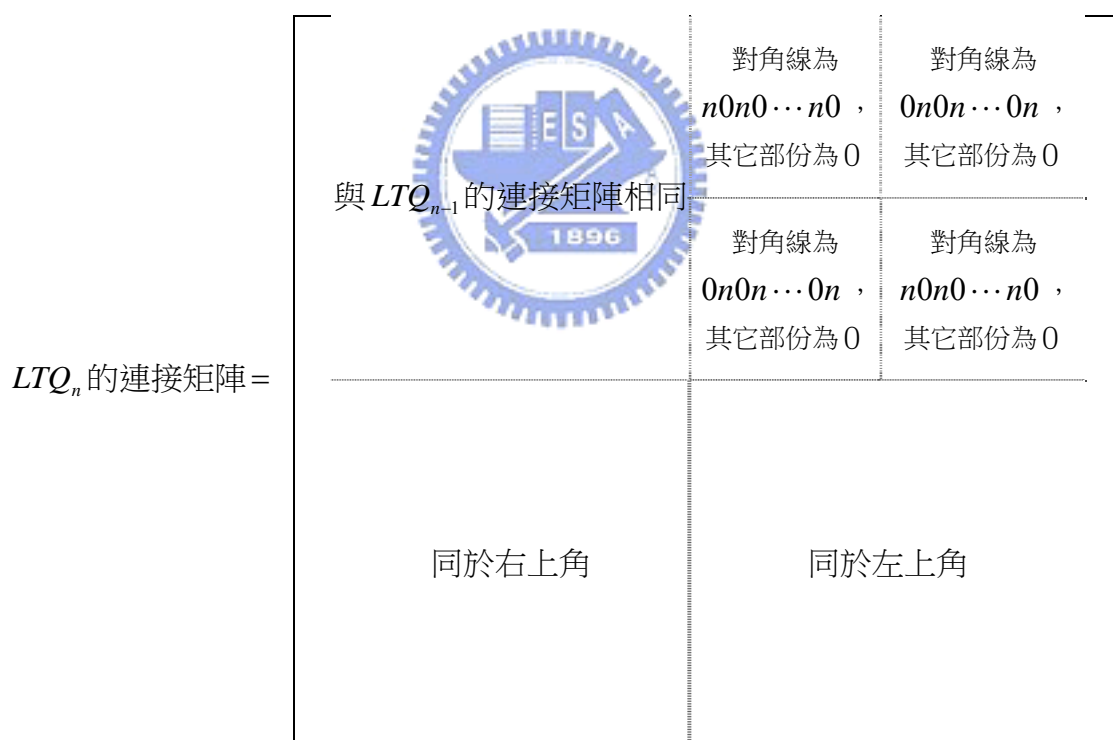 對角線為
n0n0⋯n0，
其它部份為0
對角線為
0n0n⋯0n，
其它部份為0
ESA
與LTQₙ₋₁的連接矩陣相同
1896
對角線為
0n0n⋯0n，
其它部份為0
對角線為
n0n0⋯n0，
其它部份為0
LTQₙ的連接矩陣=
同於右上角
同於左上角